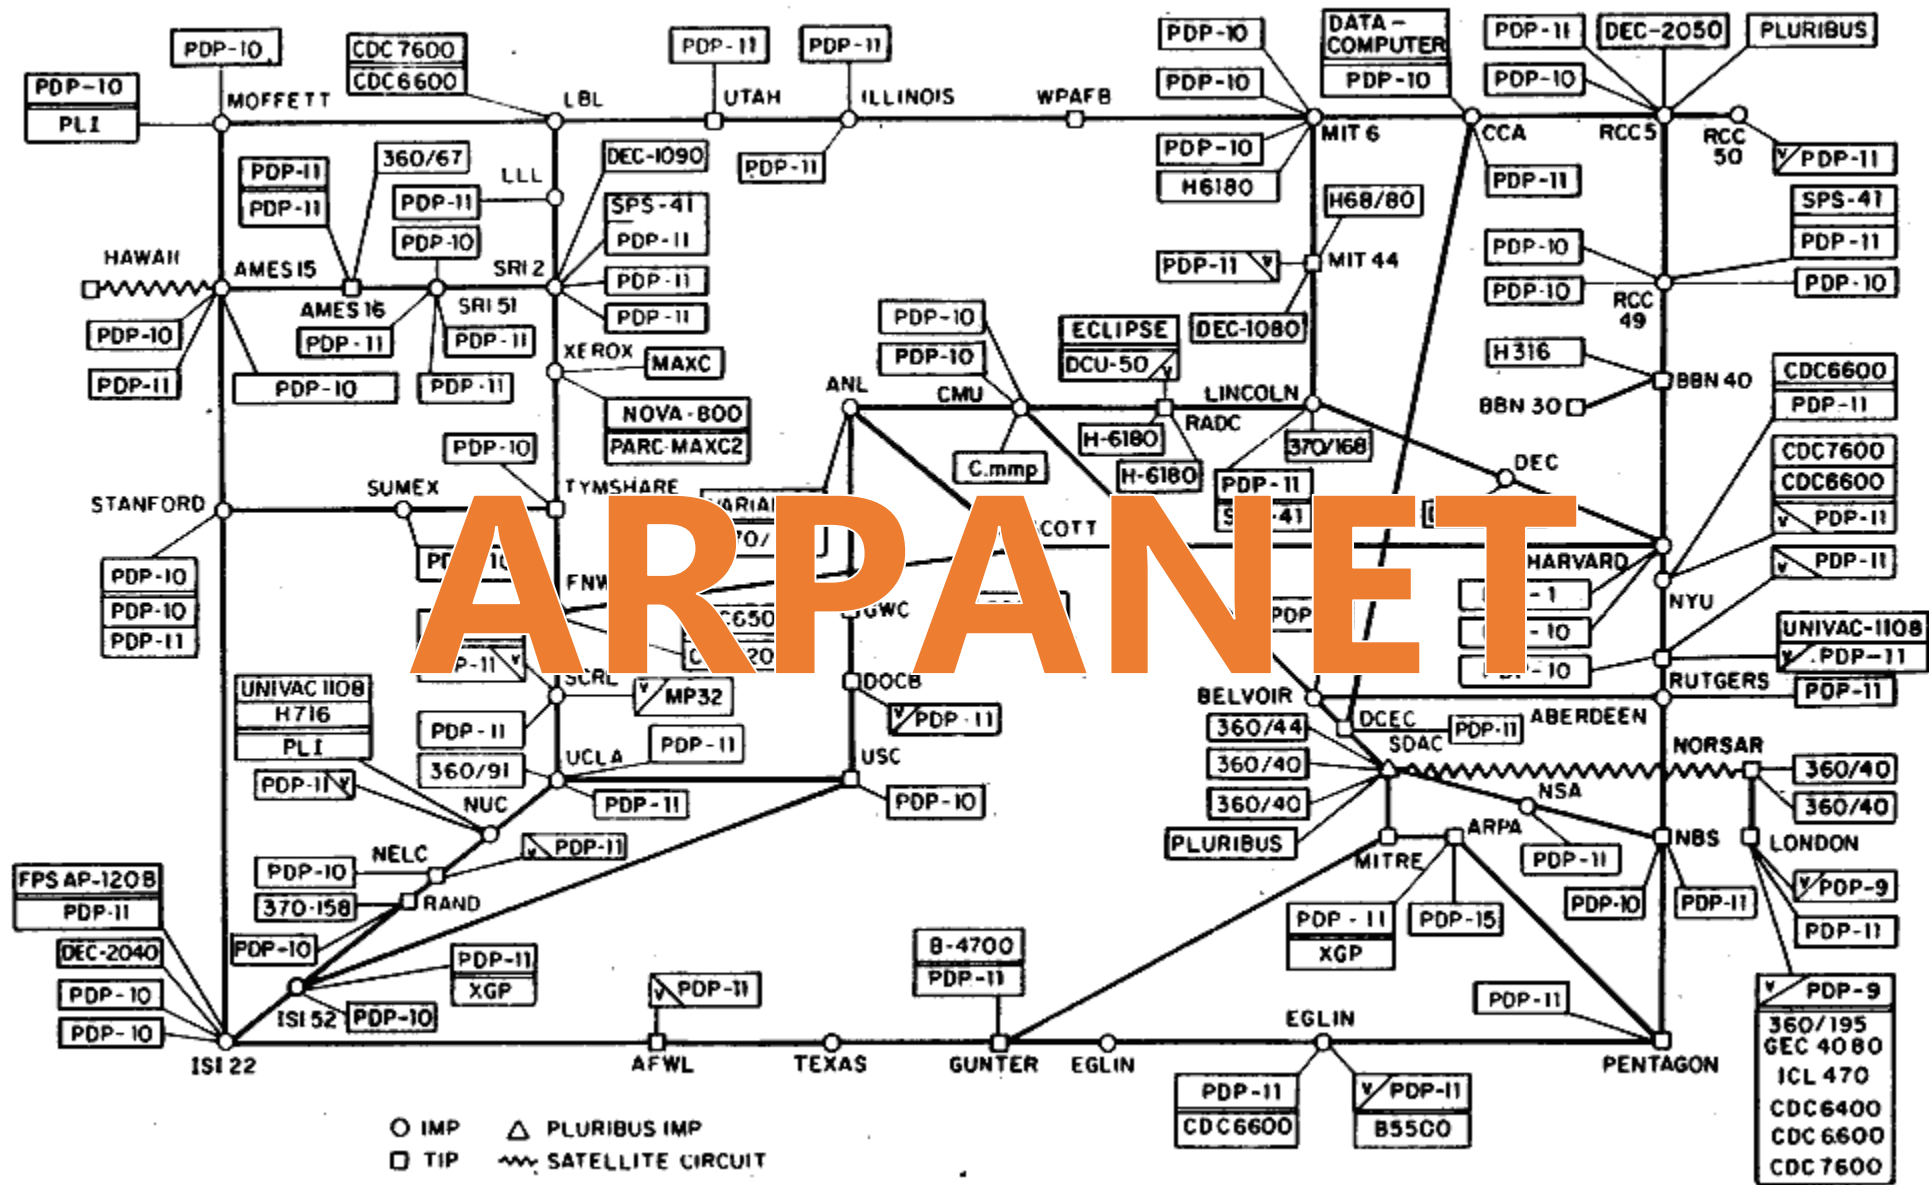 PDP-10
CDC 7600
CDC6600
PDP-11
PDP-11
PDP-10
PDP-10
DATA-
COMPUTER
PDP-10
PDP-11
PDP-10
DEC-2050
PLURIBUS
PDP-10
PLI
MOFFETT
LBL
UTAH
ILLINOIS
WPAFB
MIT 6
CCA
RCC 5
RCC
50
PDP-11
PDP-10
H6180
PDP-11
PDP-11
PDP-11
PDP-11
360/67
LLL
PDP-11
DEC-1090
SPS-41
PDP-11
PDP-11
PDP-11
H68/80
PDP-11
MIT 44
DEC-1080
SPS-41
PDP-11
PDP-10
PDP-10
PDP-10
RCC
49
HAWAII
AMES 15
AMES 16
PDP-10
SRI 2
SRI 51
PDP-10
PDP-11
PDP-10
PDP-11
PDP-11
PDP-11
XEROX
MAXC
NOVA-800
PARC-MAXC2
PDP-10
PDP-10
ECLIPSE
DCU-50
ANL
CMU
RADC
LINCOLN
H-6180
H-6180
C.mmp
370/168
PDP-11
H316
BBN 40
BBN 30
CDC6600
PDP-11
CDC7600
CDC6600
PDP-11
PDP-11
DEC
STANFORD
SUMEX
TYMSHARE
PDP-10
PDP-10
PDP-10
PDP-11
ARPANET
HARVARD
NYU
GWC
UNIVAC-1108
PDP-11
PDP-11
RUTGERS
ABERDEEN
BELVOIR
DCEC
PDP-11
SDAC
360/44
360/40
360/40
PLURIBUS
NORSAR
360/40
360/40
NSA
PDP-11
NBS
PDP-10
PDP-11
LONDON
PDP-9
PDP-11
PDP-9
360/195
GEC 4080
ICL 470
CDC6400
CDC6600
CDC7600
MITRE
ARPA
PDP-11
XGP
PDP-15
SCRL
MP32
PDP-11
DOCB
PDP-11
UNIVAC 1108
H716
PLI
PDP-11
360/91
UCLA
PDP-11
PDP-11
USC
PDP-10
NUC
NELC
PDP-11
PDP-10
370-158
RAND
PDP-10
FPS AP-120B
PDP-11
DEC-2040
PDP-10
PDP-10
PDP-11
XGP
ISI 52
PDP-10
PDP-11
B-4700
PDP-11
EGLIN
PDP-11
ISI 22
AFWL
TEXAS
GUNTER
EGLIN
PENTAGON
PDP-11
CDC6600
PDP-11
B5500
IMP
PLURIBUS IMP
TIP
SATELLITE CIRCUIT